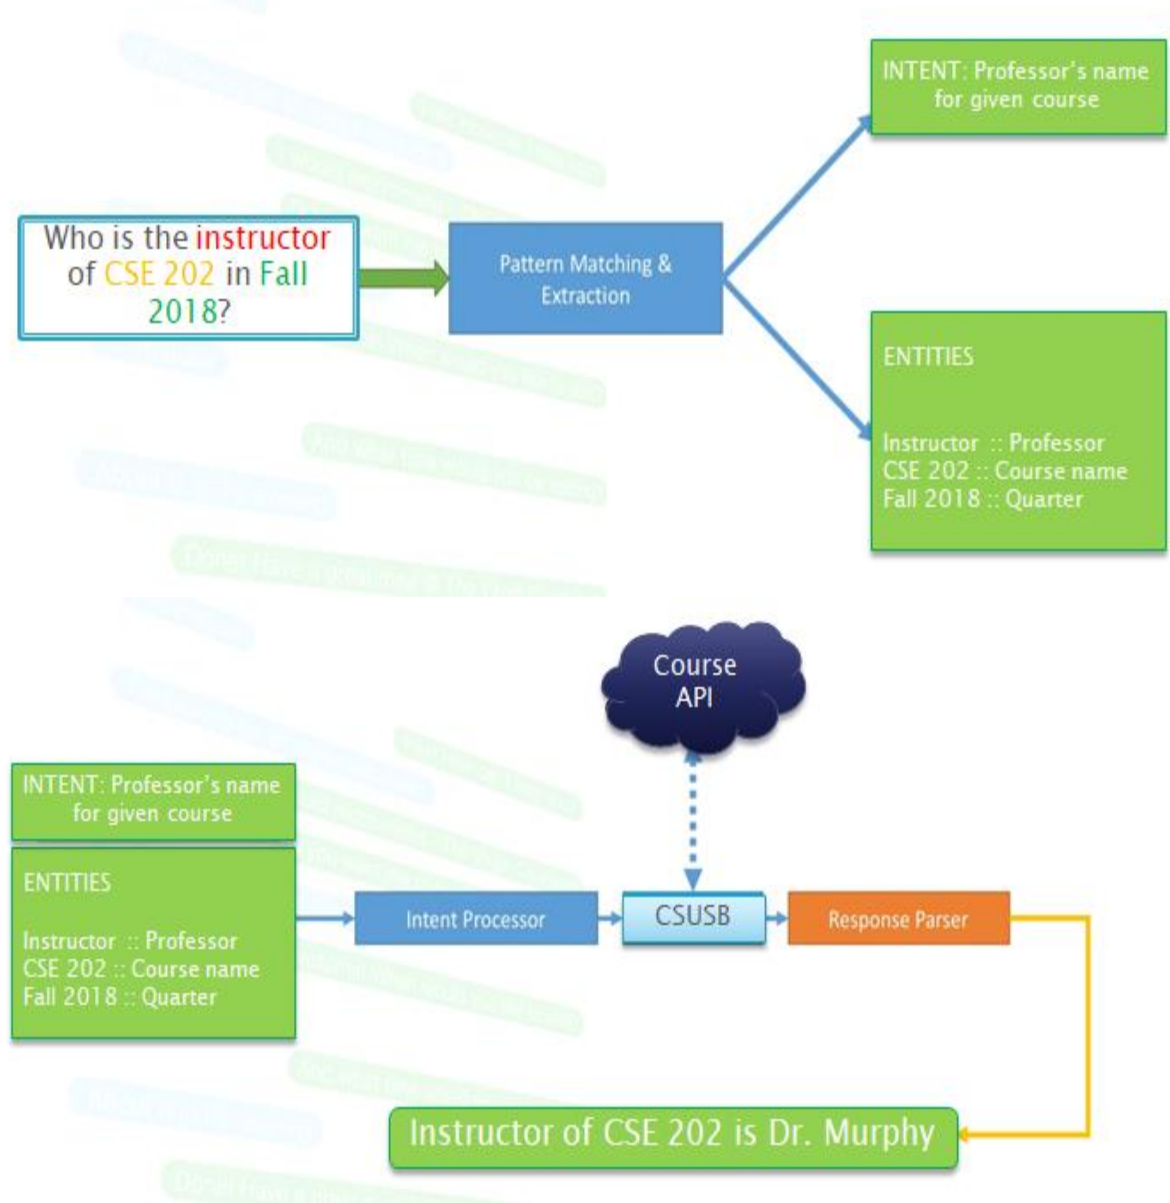 INTENT: Professor's name
for given course
Who is the instructor
of CSE 202 in Fall
2018?
Pattern Matching &
Extraction
ENTITIES
Instructor :: Professor
CSE 202 :: Course name
Fall 2018 :: Quarter
Course
API
INTENT: Professor's name
for given course
ENTITIES
Instructor :: Professor
CSE 202 :: Course name
Fall 2018 :: Quarter
Intent Processor
CSUSB
Response Parser
Instructor of CSE 202 is Dr. Murphy